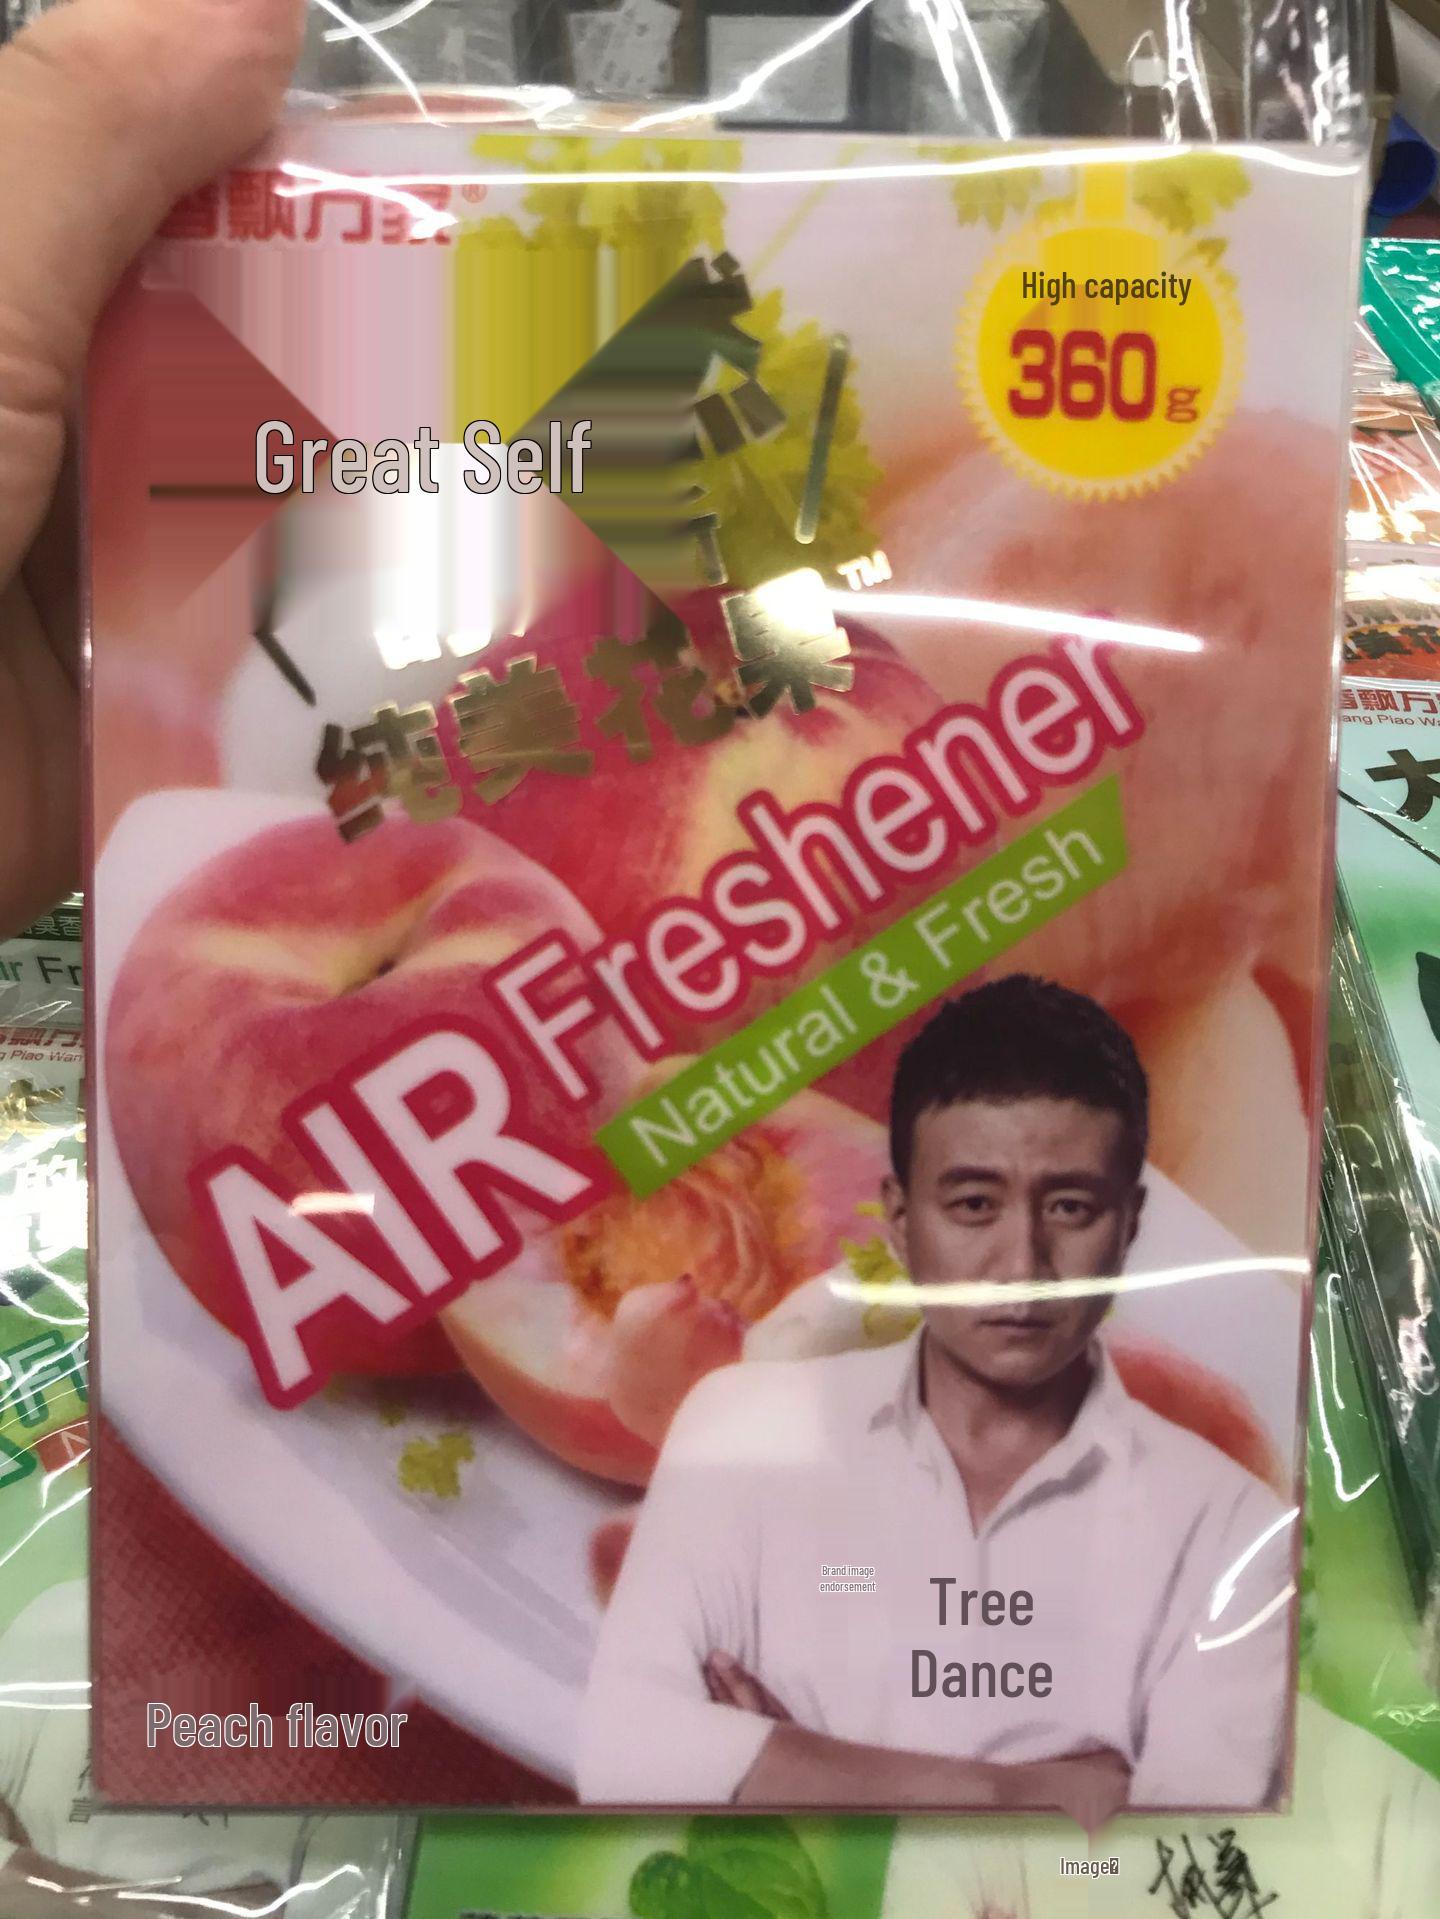 香飘万家®
High capacity
360g
Great Self
纯美花果™
AIR Freshener
Natural & Fresh
Brand image
endorsement
Tree
Dance
Peach flavor
Image